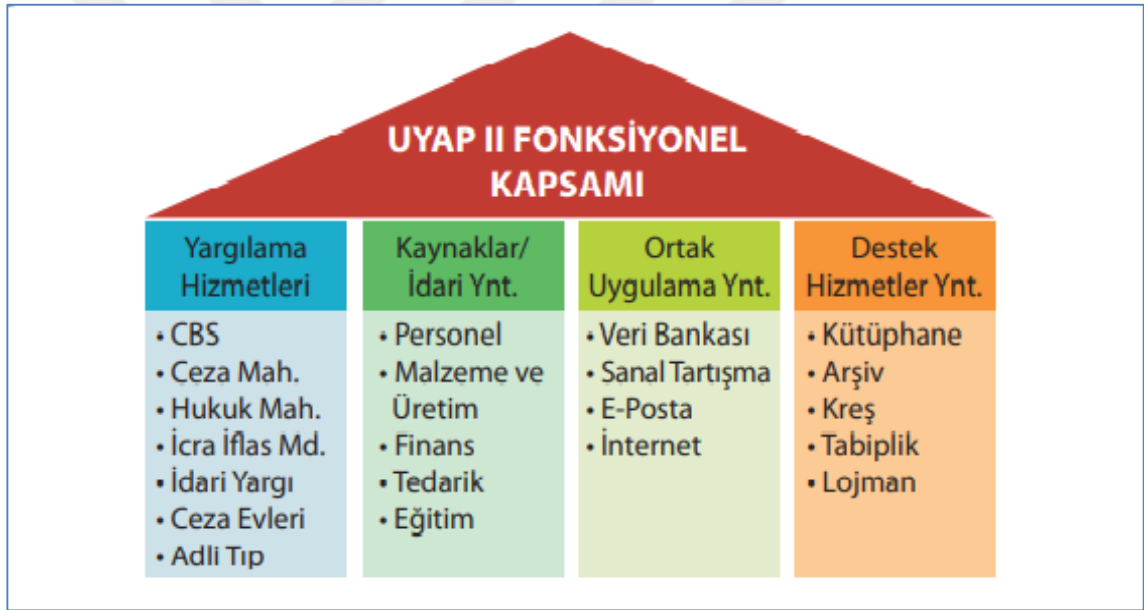 UYAP II FONKSİYONEL
KAPSAMI
Yargılama
Hizmetleri
• CBS
• Ceza Mah.
• Hukuk Mah.
• İcra İflas Md.
• İdari Yargı
• Ceza Evleri
• Adli Tıp
Kaynaklar/
İdari Ynt.
• Personel
• Malzeme ve
Üretim
• Finans
• Tedarik
• Eğitim
Ortak
Uygulama Ynt.
• Veri Bankası
• Sanal Tartışma
• E-Posta
• İnternet
Destek
Hizmetler Ynt.
• Kütüphane
• Arşiv
• Kreş
• Tabiplik
• Lojman